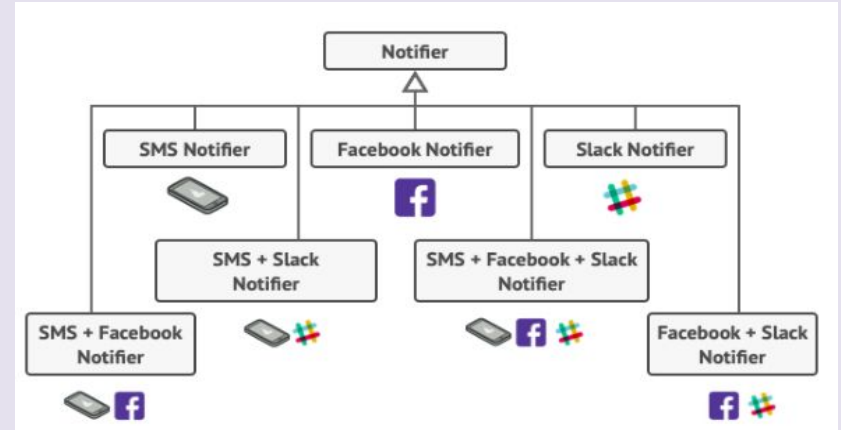 Notifier
SMS Notifier
Facebook Notifier
Slack Notifier
SMS + Slack
Notifier
SMS + Facebook + Slack
Notifier
SMS + Facebook
Notifier
Facebook + Slack
Notifier